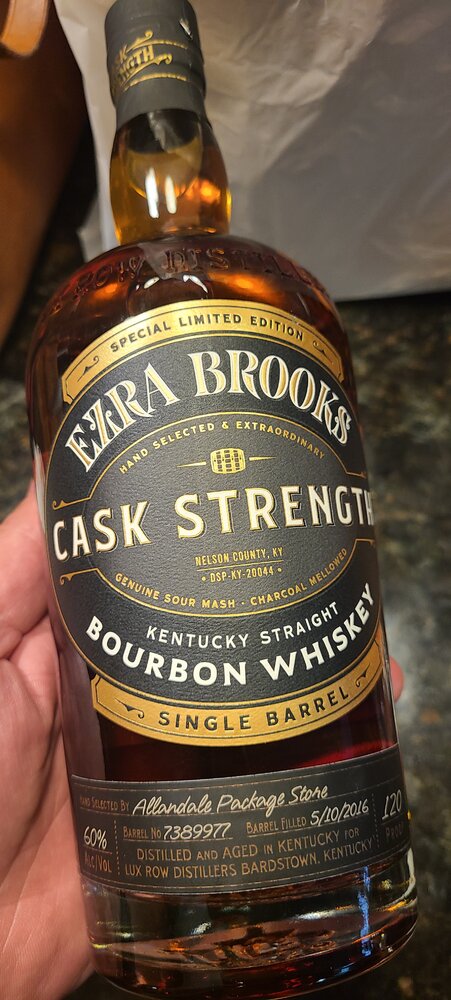 STRENGTH
SPECIAL LIMITED EDITION
EZRA BROOKS
HAND SELECTED & EXTRAORDINARY
CASK STRENGTH
NELSON COUNTY, KY
• DSP-KY-20044 •
GENUINE SOUR MASH • CHARCOAL MELLOWED
KENTUCKY STRAIGHT
BOURBON WHISKEY
SINGLE BARREL
HAND SELECTED BY Allandale Package Store
60% ALC/VOL
BARREL NO 7389977 BARREL FILLED 5/10/2016
120 PROOF
DISTILLED AND AGED IN KENTUCKY FOR
LUX ROW DISTILLERS BARDSTOWN, KENTUCKY